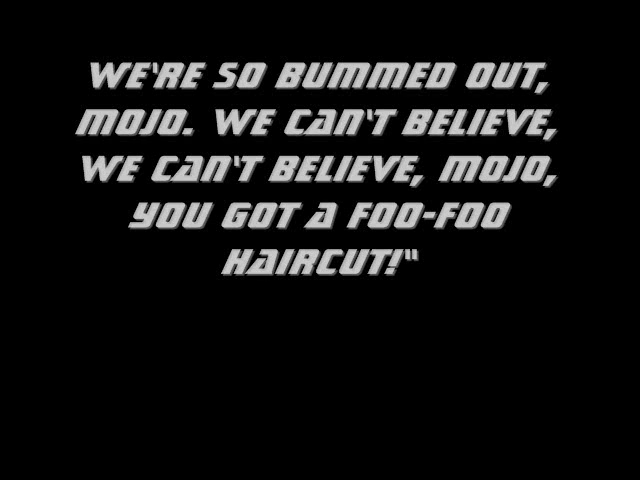 WE'RE SO BUMMED OUT,
MOJO. WE CAN'T BELIEVE,
WE CAN'T BELIEVE, MOJO,
YOU GOT A FOO-FOO
HAIRCUT!"